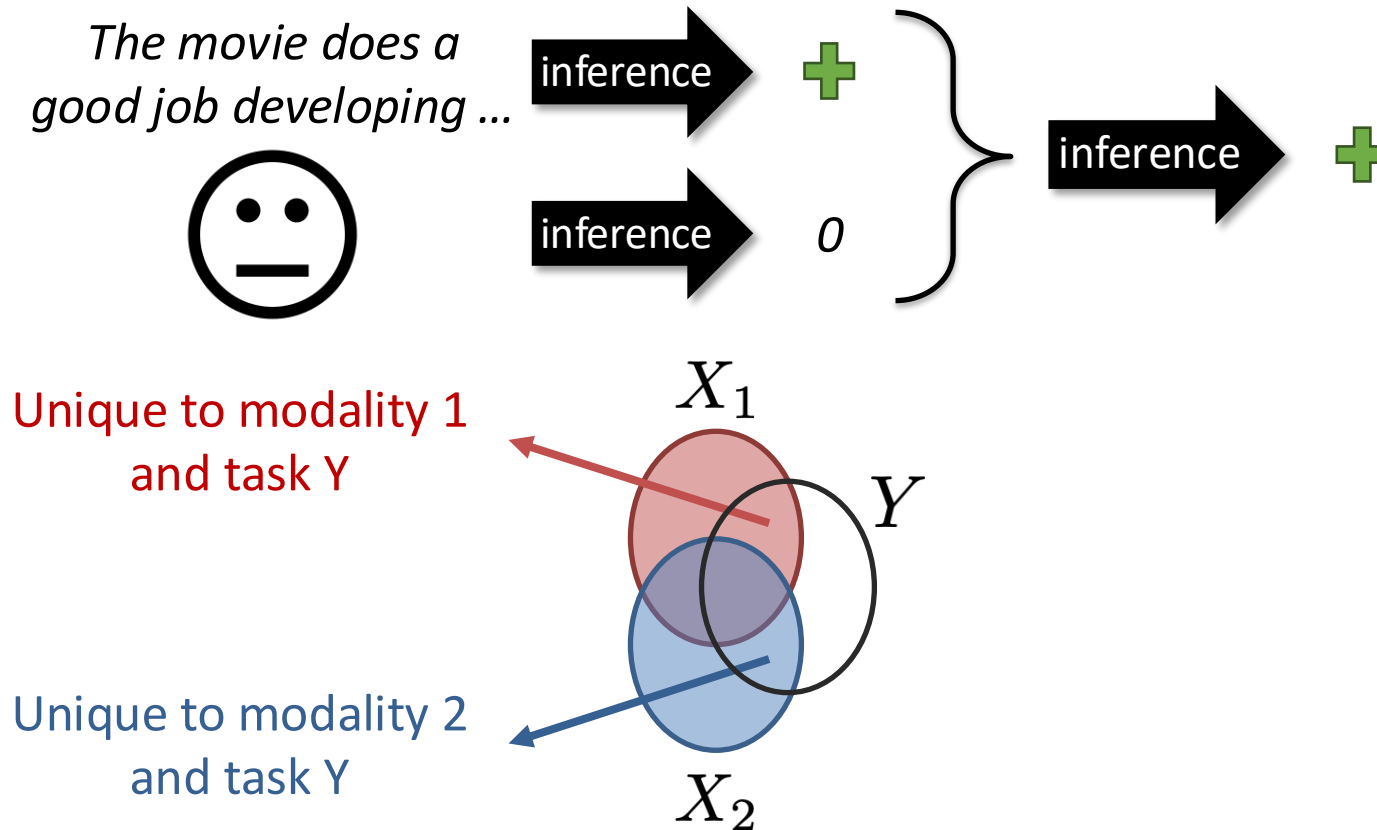 The movie does a
good job developing ...
inference
inference
0
inference
Unique to modality 1
and task Y
X₁
Y
Unique to modality 2
and task Y
X₂